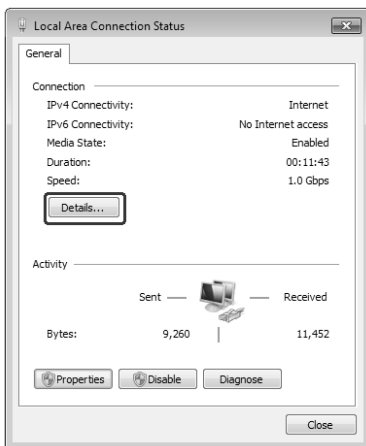 Local Area Connection Status
General
Connection
IPv4 Connectivity: Internet
IPv6 Connectivity: No Internet access
Media State: Enabled
Duration: 00:11:43
Speed: 1.0 Gbps
Details...
Activity
Sent — — Received
Bytes: 9,260 | 11,452
Properties Disable Diagnose
Close